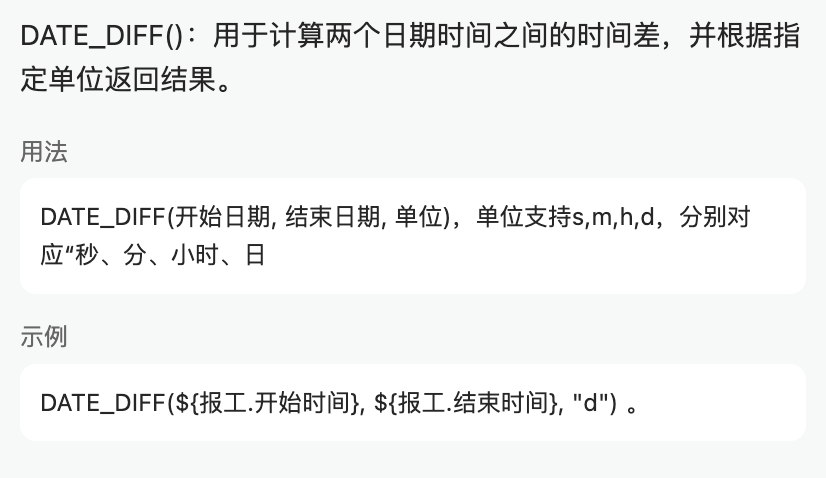 DATE_DIFF()：用于计算两个日期时间之间的时间差，并根据指
定单位返回结果。
用法
DATE_DIFF(开始日期, 结束日期, 单位)，单位支持s,m,h,d，分别对
应“秒、分、小时、日
示例
DATE_DIFF(${报工.开始时间}, ${报工.结束时间}, "d") 。